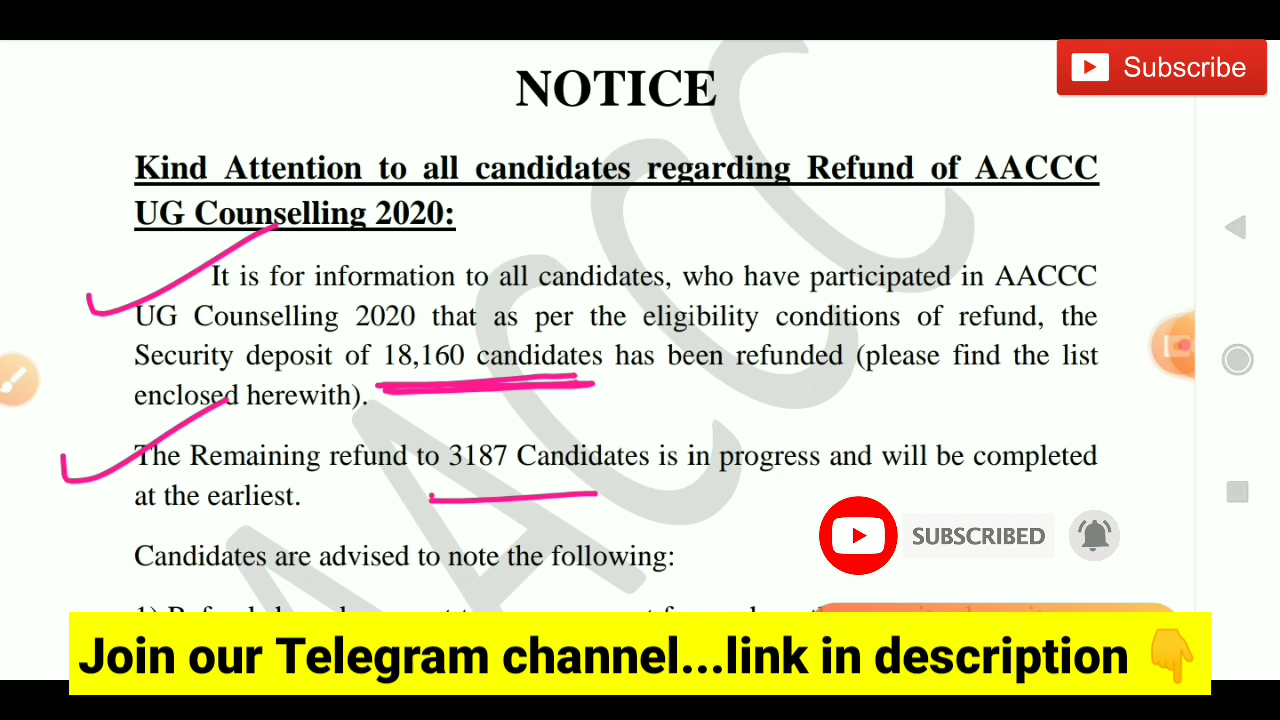 Subscribe
NOTICE
Kind Attention to all candidates regarding Refund of AACCC
UG Counselling 2020:
It is for information to all candidates, who have participated in AACCC
UG Counselling 2020 that as per the eligibility conditions of refund, the
Security deposit of 18,160 candidates has been refunded (please find the list
enclosed herewith).
The Remaining refund to 3187 Candidates is in progress and will be completed
at the earliest.
SUBSCRIBED
Candidates are advised to note the following:
Join our Telegram channel...link in description
AACCC